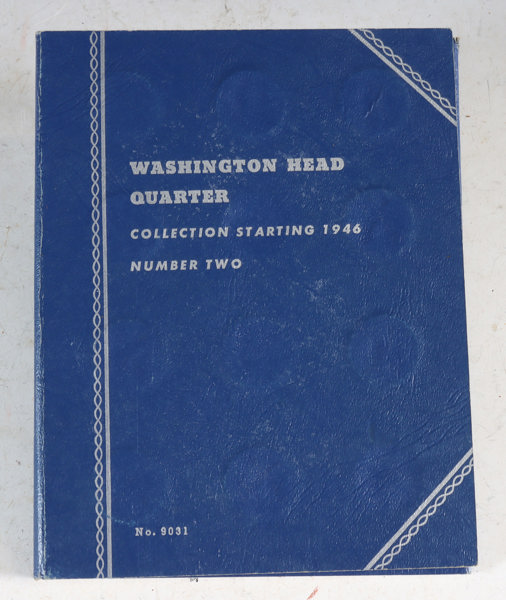 WASHINGTON HEAD
QUARTER
COLLECTION STARTING 1946
NUMBER TWO
No. 9031